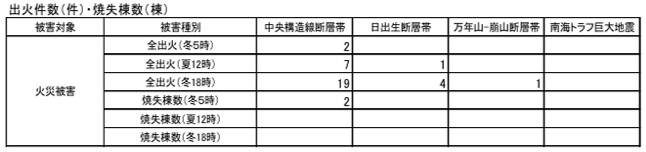 出火件数(件)・焼失棟数(棟)
被害対象 被害種別 中央構造線断層帯 日出生断層帯 万年山-崩山断層帯 南海トラフ巨大地震
火災被害
全出火(冬5時) 2
全出火(夏12時) 7 1
全出火(冬18時) 19 4 1
焼失棟数(冬5時) 2
焼失棟数(夏12時)
焼失棟数(冬18時)